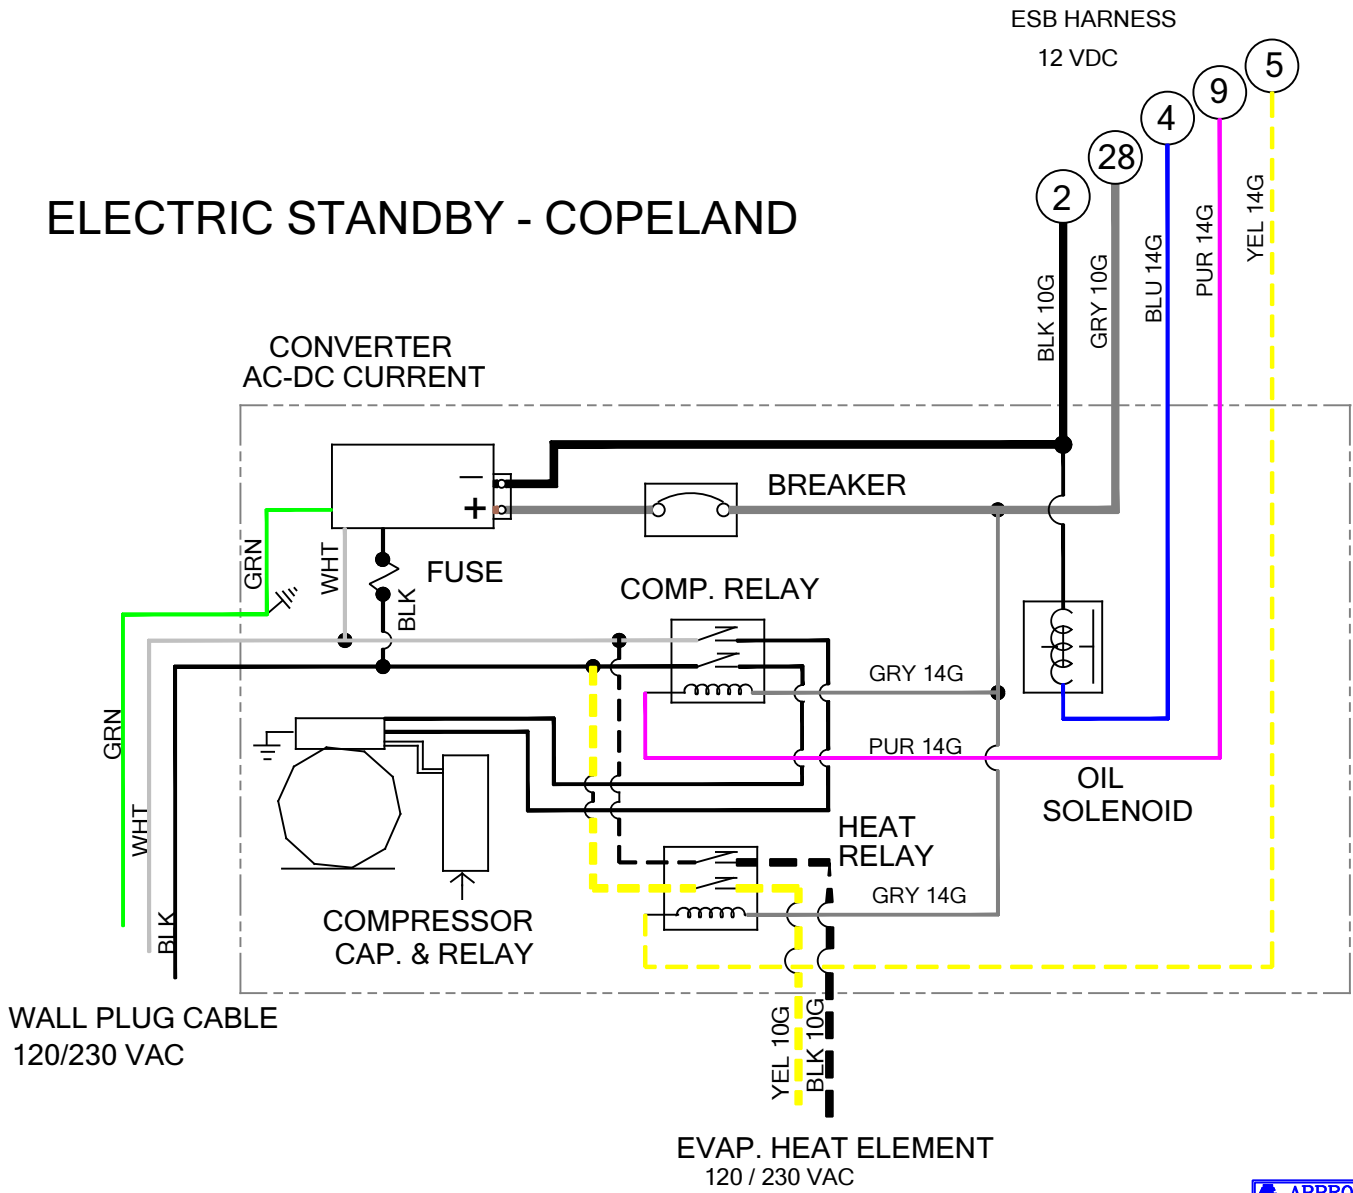 ESB HARNESS
12 VDC
5
9
4
28
2
ELECTRIC STANDBY - COPELAND
BLK 10G
GRY 10G
BLU 14G
PUR 14G
YEL 14G
CONVERTER
AC-DC CURRENT
–
+
BREAKER
GRN
WHT
FUSE
BLK
COMP. RELAY
GRY 14G
GRN
PUR 14G
OIL
SOLENOID
WHT
HEAT
RELAY
GRY 14G
BLK
COMPRESSOR
CAP. & RELAY
WALL PLUG CABLE
120/230 VAC
YEL 10G
BLK 10G
EVAP. HEAT ELEMENT
120 / 230 VAC